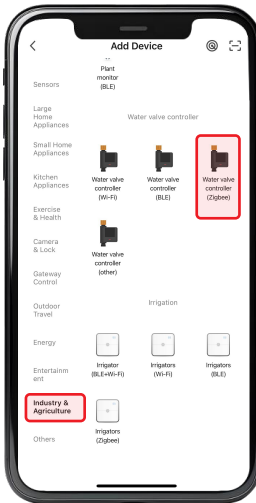 Add Device
Plant
monitor
(BLE)
Sensors
Large
Home
Appliances
Water valve controller
Small Home
Appliances
Water valve
controller
(Wi-Fi)
Water valve
controller
(BLE)
Water valve
controller
(Zigbee)
Kitchen
Appliances
Exercise
& Health
Camera
& Lock
Water valve
controller
(other)
Gateway
Control
Outdoor
Travel
Irrigation
Energy
Irrigator
(BLE+Wi-Fi)
Irrigators
(Wi-Fi)
Irrigators
(BLE)
Entertainm
ent
Industry &
Agriculture
Irrigators
(Zigbee)
Others